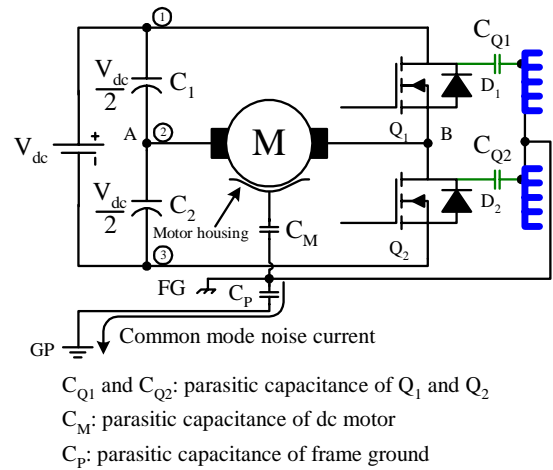 ①
C_Q1
V_dc
2
C_1
D_1
A
②
M
Q_1
B
C_Q2
V_dc
+
-
V_dc
2
C_2
D_2
Motor housing
C_M
Q_2
③
FG
C_P
Common mode noise current
GP
C_Q1 and C_Q2: parasitic capacitance of Q_1 and Q_2
C_M: parasitic capacitance of dc motor
C_P: parasitic capacitance of frame ground